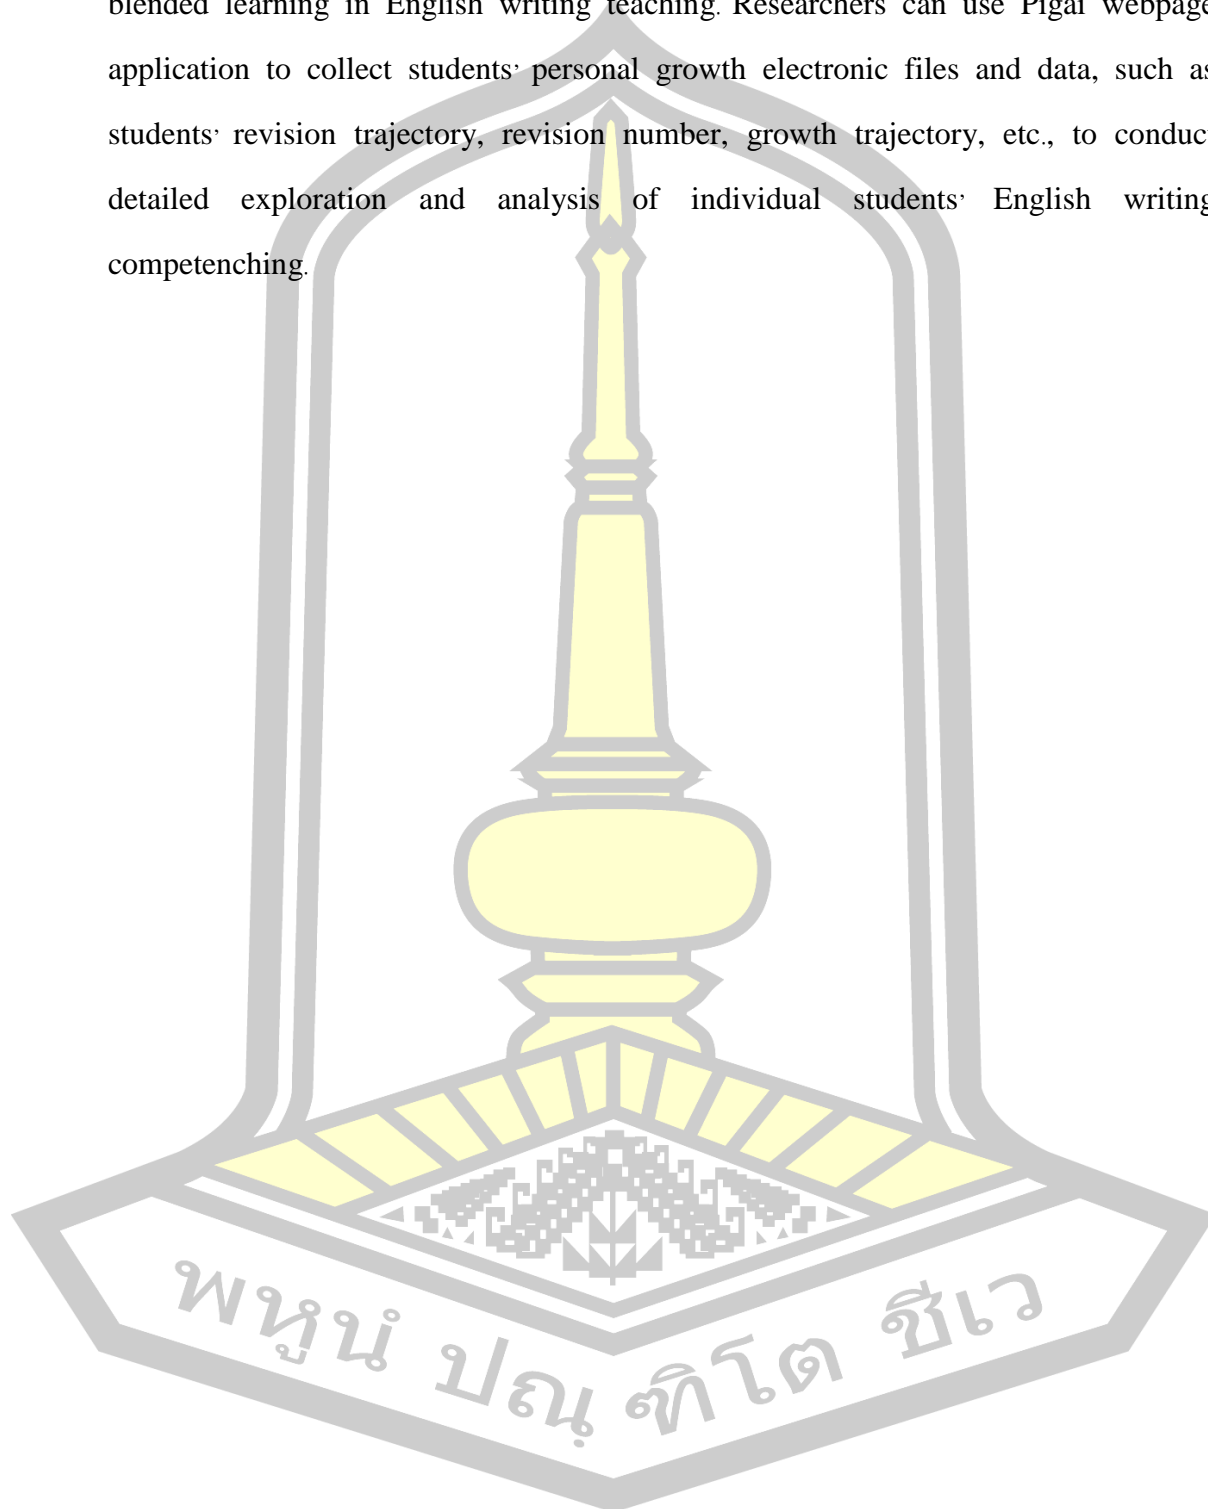 blended learning in English writing teaching. Researchers can use Pigai webpage
application to collect students' personal growth electronic files and data, such as
students' revision trajectory, revision number, growth trajectory, etc., to conduct
detailed exploration and analysis of individual students' English writing
competenching.
พหูนํ ปณฺฑิโต ชีเว